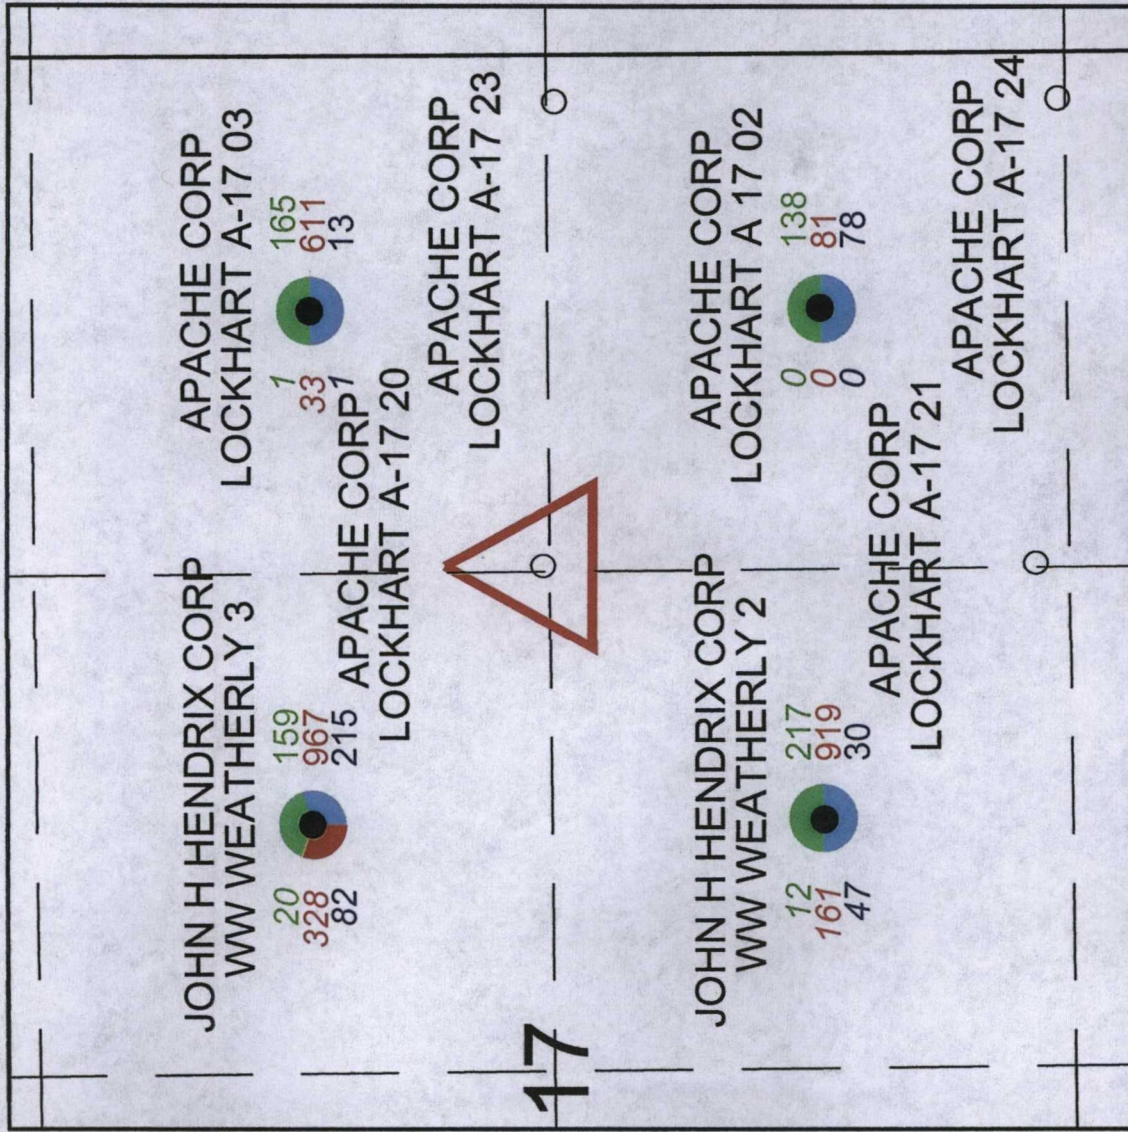 JOHN H HENDRIX CORP
WW WEATHERLY 3
20
328
82
159
967
215
APACHE CORP
LOCKHART A-17 20
APACHE CORP
LOCKHART A-17 03
1
33
1
165
611
13
APACHE CORP
LOCKHART A-17 23
17
JOHN H HENDRIX CORP
WW WEATHERLY 2
12
161
47
217
919
30
APACHE CORP
LOCKHART A-17 21
APACHE CORP
LOCKHART A 17 02
0
0
0
138
81
78
APACHE CORP
LOCKHART A-17 24